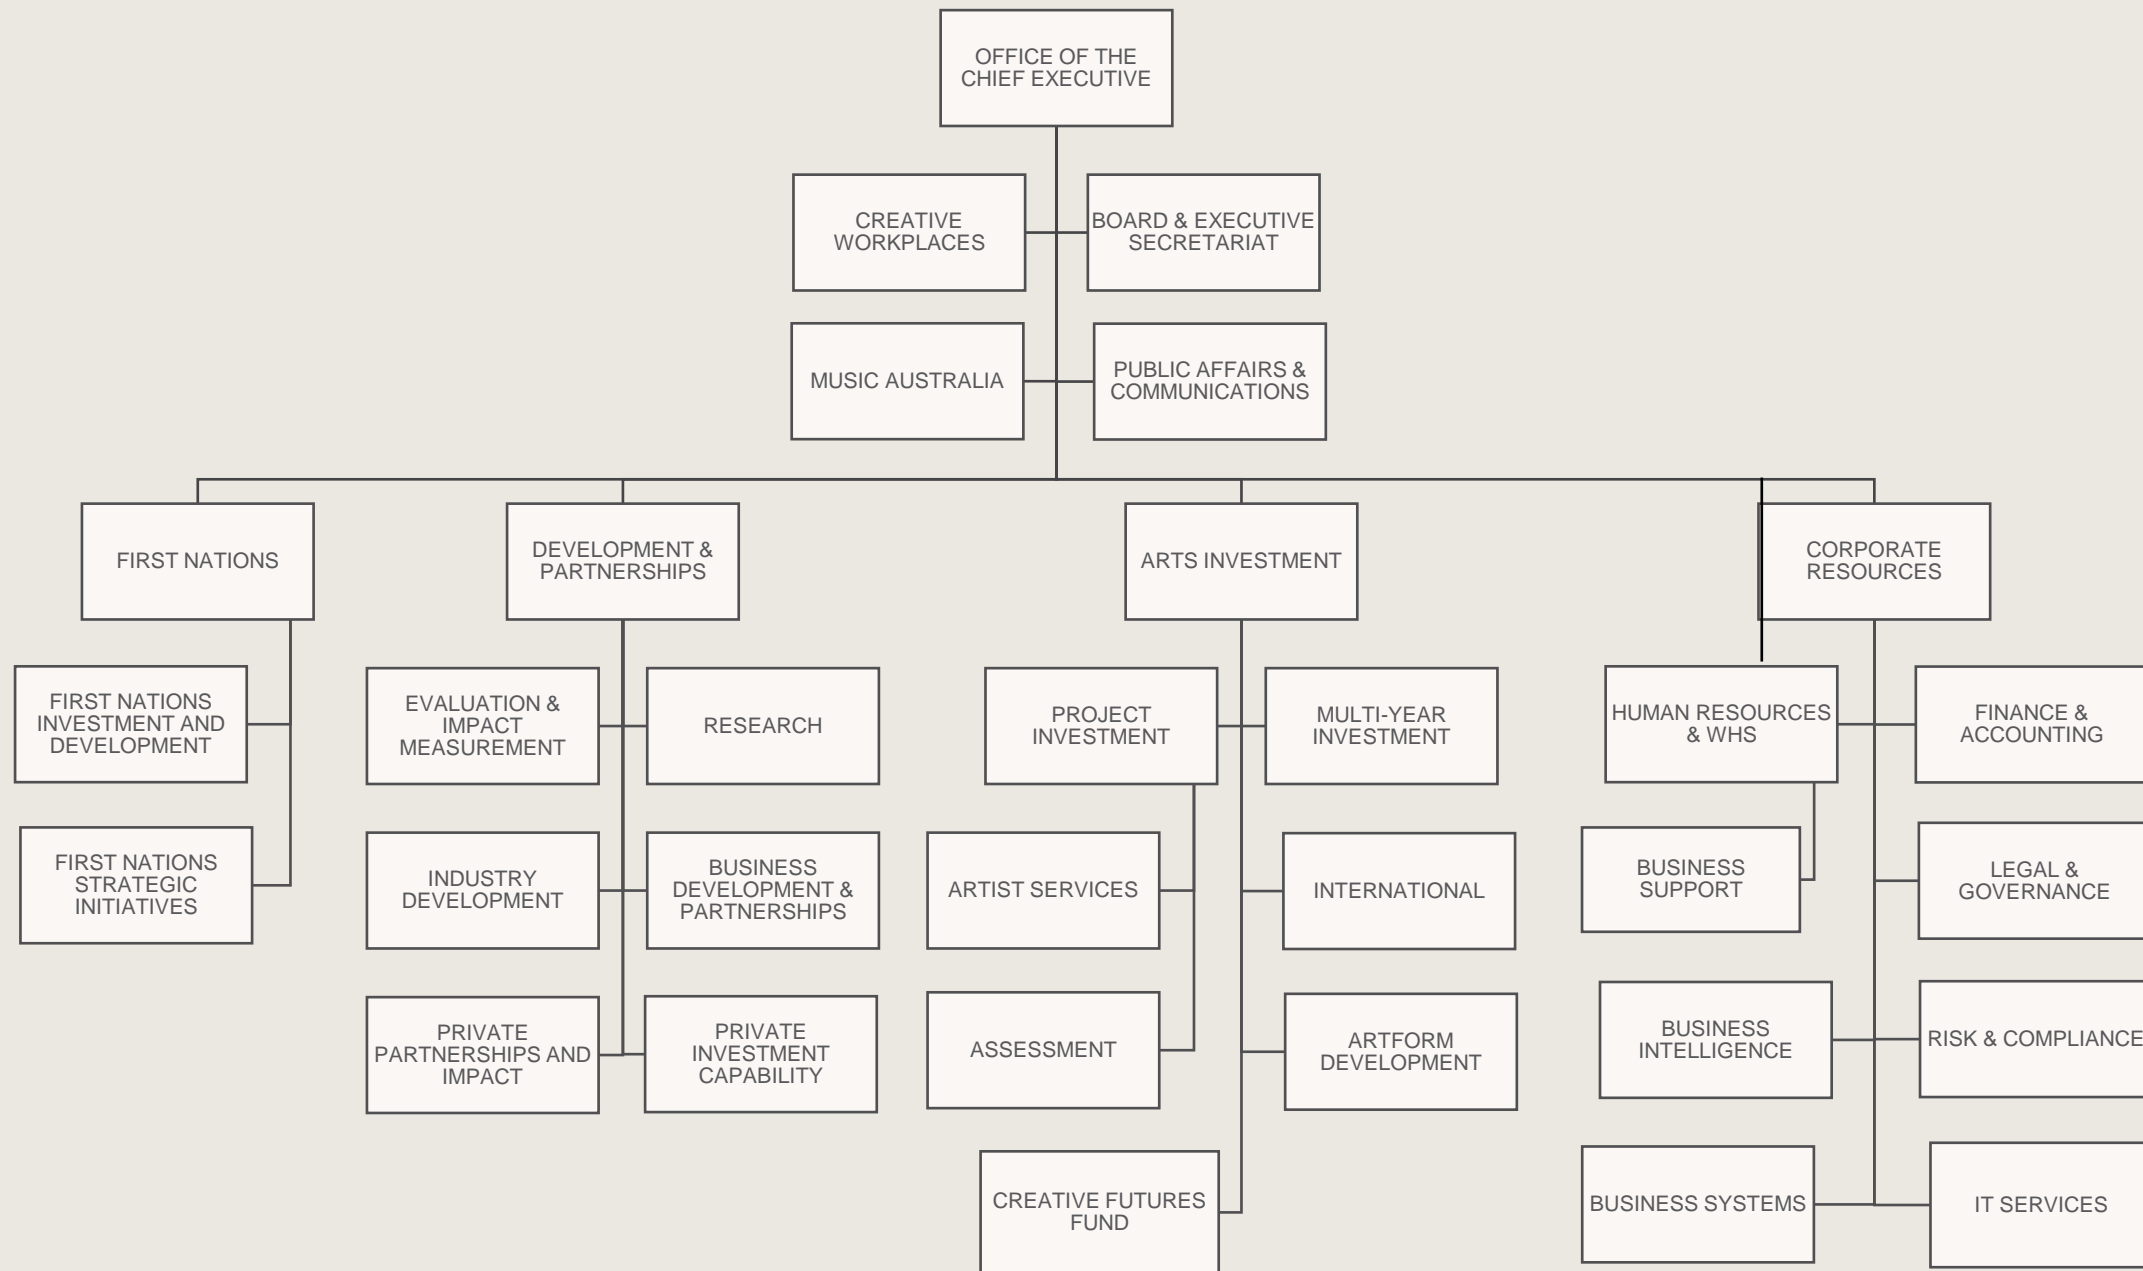 OFFICE OF THE
CHIEF EXECUTIVE
CREATIVE
WORKPLACES
BOARD & EXECUTIVE
SECRETARIAT
MUSIC AUSTRALIA
PUBLIC AFFAIRS &
COMMUNICATIONS
FIRST NATIONS
DEVELOPMENT &
PARTNERSHIPS
ARTS INVESTMENT
CORPORATE
RESOURCES
FIRST NATIONS
INVESTMENT AND
DEVELOPMENT
EVALUATION &
IMPACT
MEASUREMENT
RESEARCH
PROJECT
INVESTMENT
MULTI-YEAR
INVESTMENT
HUMAN RESOURCES
& WHS
FINANCE &
ACCOUNTING
FIRST NATIONS
STRATEGIC
INITIATIVES
INDUSTRY
DEVELOPMENT
BUSINESS
DEVELOPMENT &
PARTNERSHIPS
ARTIST SERVICES
INTERNATIONAL
BUSINESS
SUPPORT
LEGAL &
GOVERNANCE
PRIVATE
PARTNERSHIPS AND
IMPACT
PRIVATE
INVESTMENT
CAPABILITY
ASSESSMENT
ARTFORM
DEVELOPMENT
BUSINESS
INTELLIGENCE
RISK & COMPLIANCE
CREATIVE FUTURES
FUND
BUSINESS SYSTEMS
IT SERVICES